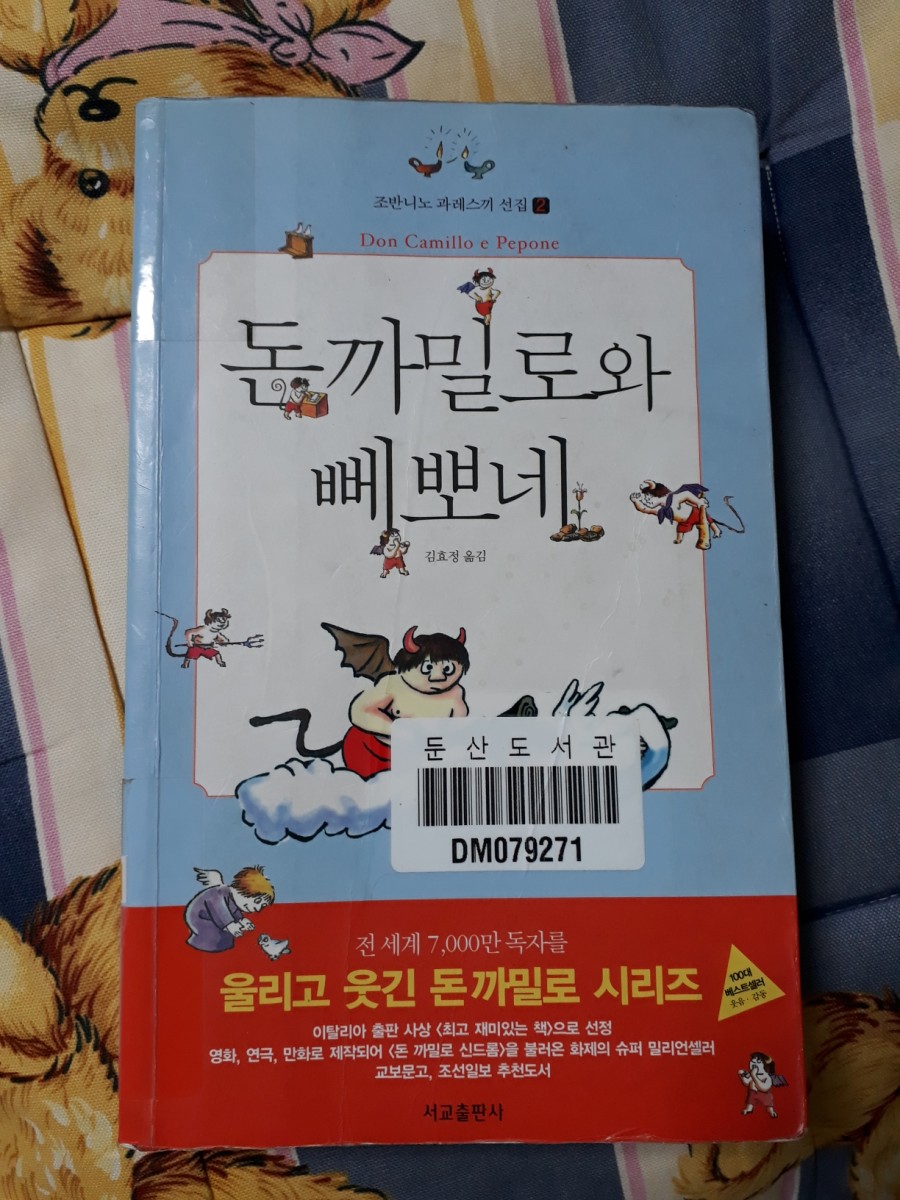 조반니노 과레스끼 선집 2
Don Camillo e Pepone
돈 까밀로와
뻬뽀네
김효정 옮김
둔산도서관
DM079271
전 세계 7,000만 독자를
울리고 웃긴 돈 까밀로 시리즈
100대
베스트셀러
웃음·감동
이탈리아 출판 사상 <최고 재미있는 책>으로 선정
영화, 연극, 만화로 제작되어 <돈 까밀로 신드롬>을 불러온 화제의 슈퍼 밀리언셀러
교보문고, 조선일보 추천도서
서교출판사